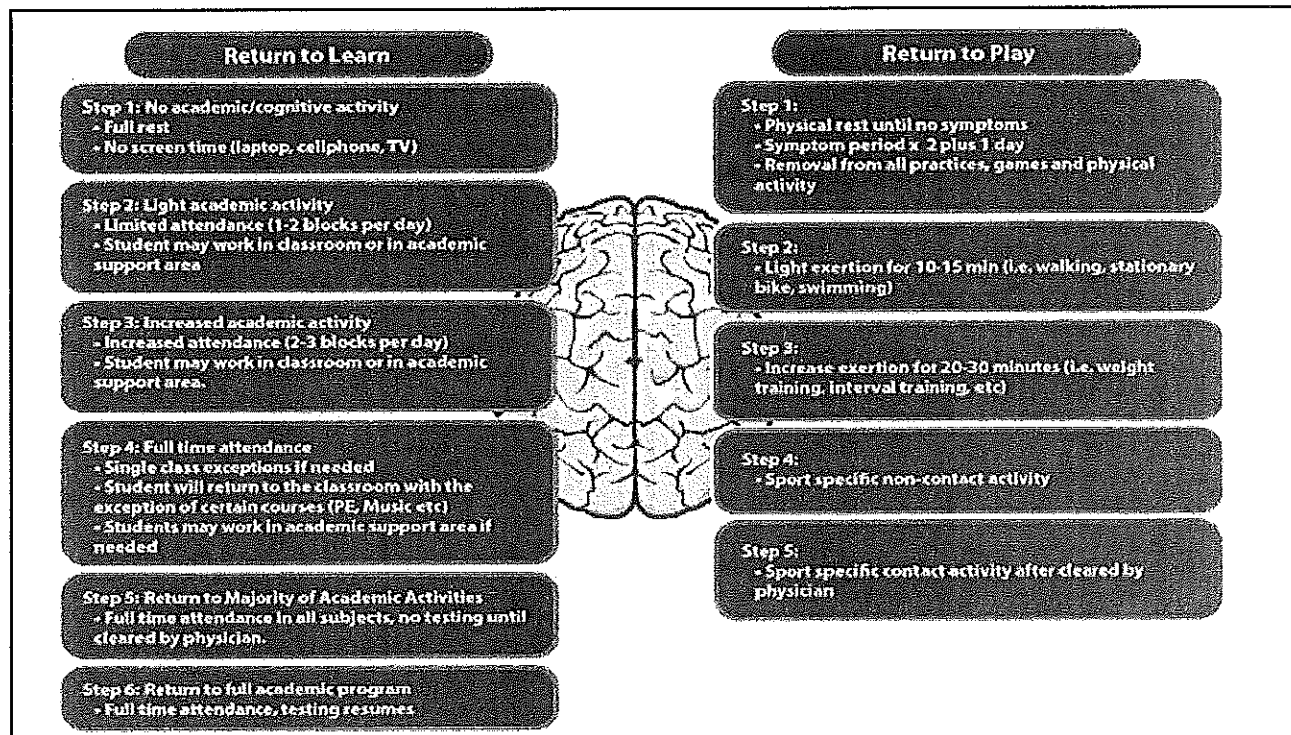 Return to Learn
Step 1: No academic/cognitive activity
- Full rest
- No screen time (laptop, cellphone, TV)
Step 2: Light academic activity
- Limited attendance (1-2 blocks per day)
- Student may work in classroom or in academic
support area
Step 3: Increased academic activity
- Increased attendance (2-3 blocks per day)
- Student may work in classroom or in academic
support area.
Step 4: Full time attendance
- Single class exceptions if needed
- Student will return to the classroom with the
exception of certain courses (PE, Music etc)
- Students may work in academic support area if
needed
Step 5: Return to Majority of Academic Activities
- Full time attendance in all subjects, no testing until
cleared by physician.
Step 6: Return to full academic program
- Full time attendance, testing resumes
Return to Play
Step 1:
- Physical rest until no symptoms
- Symptom period x 2 plus 1 day
- Removal from all practices, games and physical
activity
Step 2:
- Light exertion for 10-15 min (i.e. walking, stationary
bike, swimming)
Step 3:
- Increase exertion for 20-30 minutes (i.e. weight
training, interval training, etc)
Step 4:
- Sport specific non-contact activity
Step 5:
- Sport specific contact activity after cleared by
physician